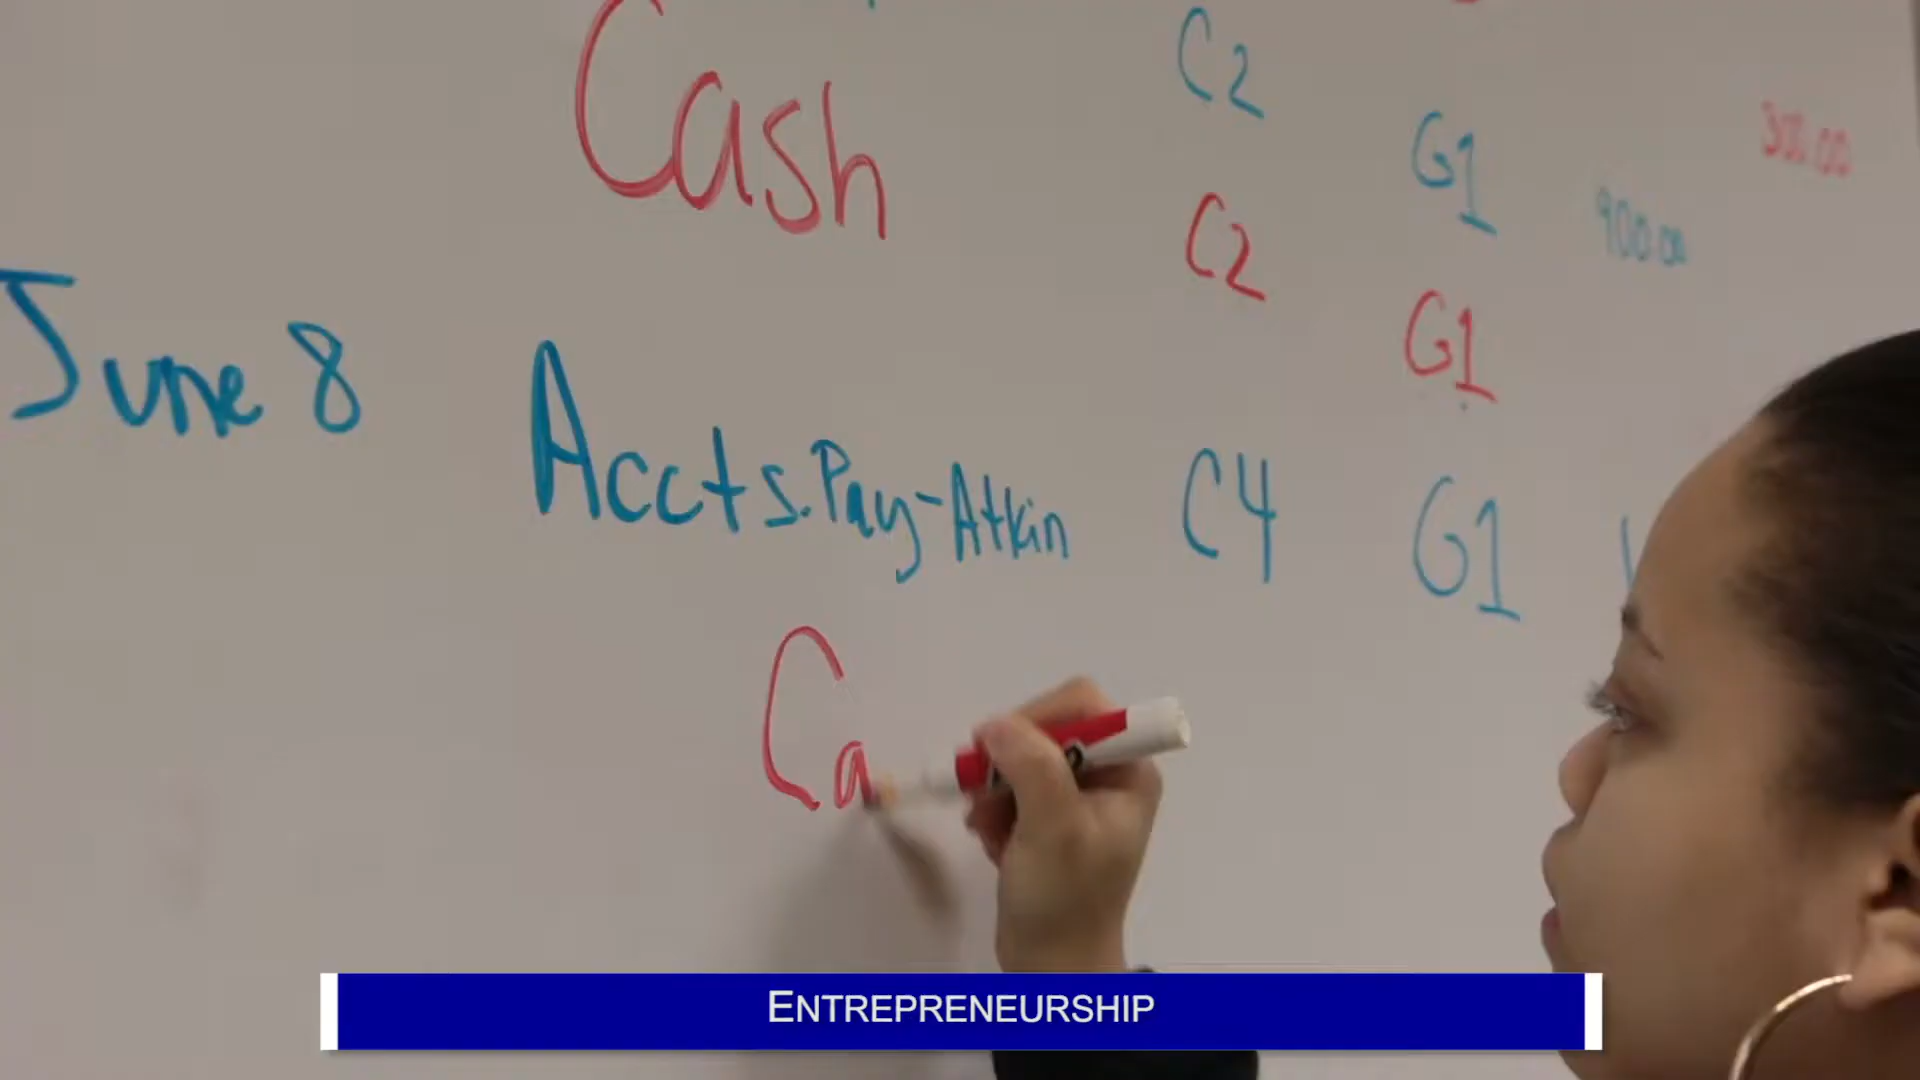 C2
G1
300.00
Cash
C2
900.00
G1
June 8
Accts. Pay-Atkin
C4
G1
Ca
ENTREPRENEURSHIP